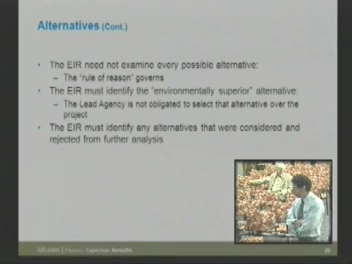 Alternatives (Cont.)
• The EIR need not examine every possible alternative:
– The "rule of reason" governs
• The EIR must identify the "environmentally superior" alternative:
– The Lead Agency is not obligated to select that alternative over the
project
• The EIR must identify any alternatives that were considered and
rejected from further analysis